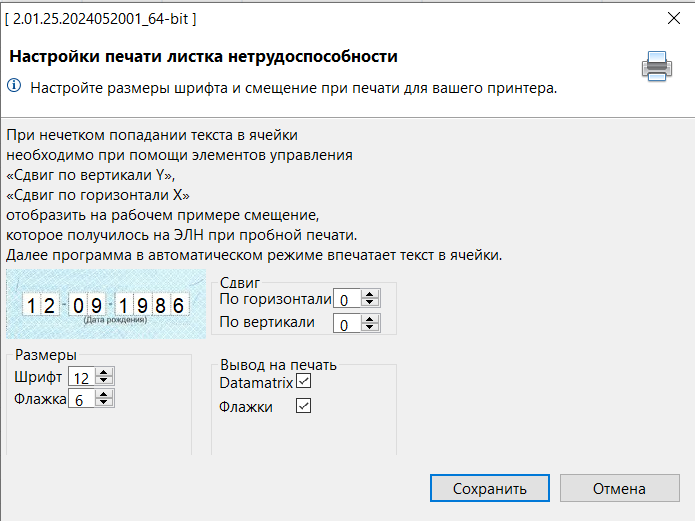 [ 2.01.25.2024052001_64-bit ]
Настройки печати листка нетрудоспособности
Настройте размеры шрифта и смещение при печати для вашего принтера.
При нечетком попадании текста в ячейки
необходимо при помощи элементов управления
«Сдвиг по вертикали Y»,
«Сдвиг по горизонтали X»
отобразить на рабочем примере смещение,
которое получилось на ЭЛН при пробной печати.
Далее программа в автоматическом режиме впечатает текст в ячейки.
12-09-1986
(Дата рождения)
Сдвиг
По горизонтали 0
По вертикали 0
Размеры
Шрифт 12
Флажка 6
Вывод на печать
Datamatrix
Флажки
Сохранить
Отмена